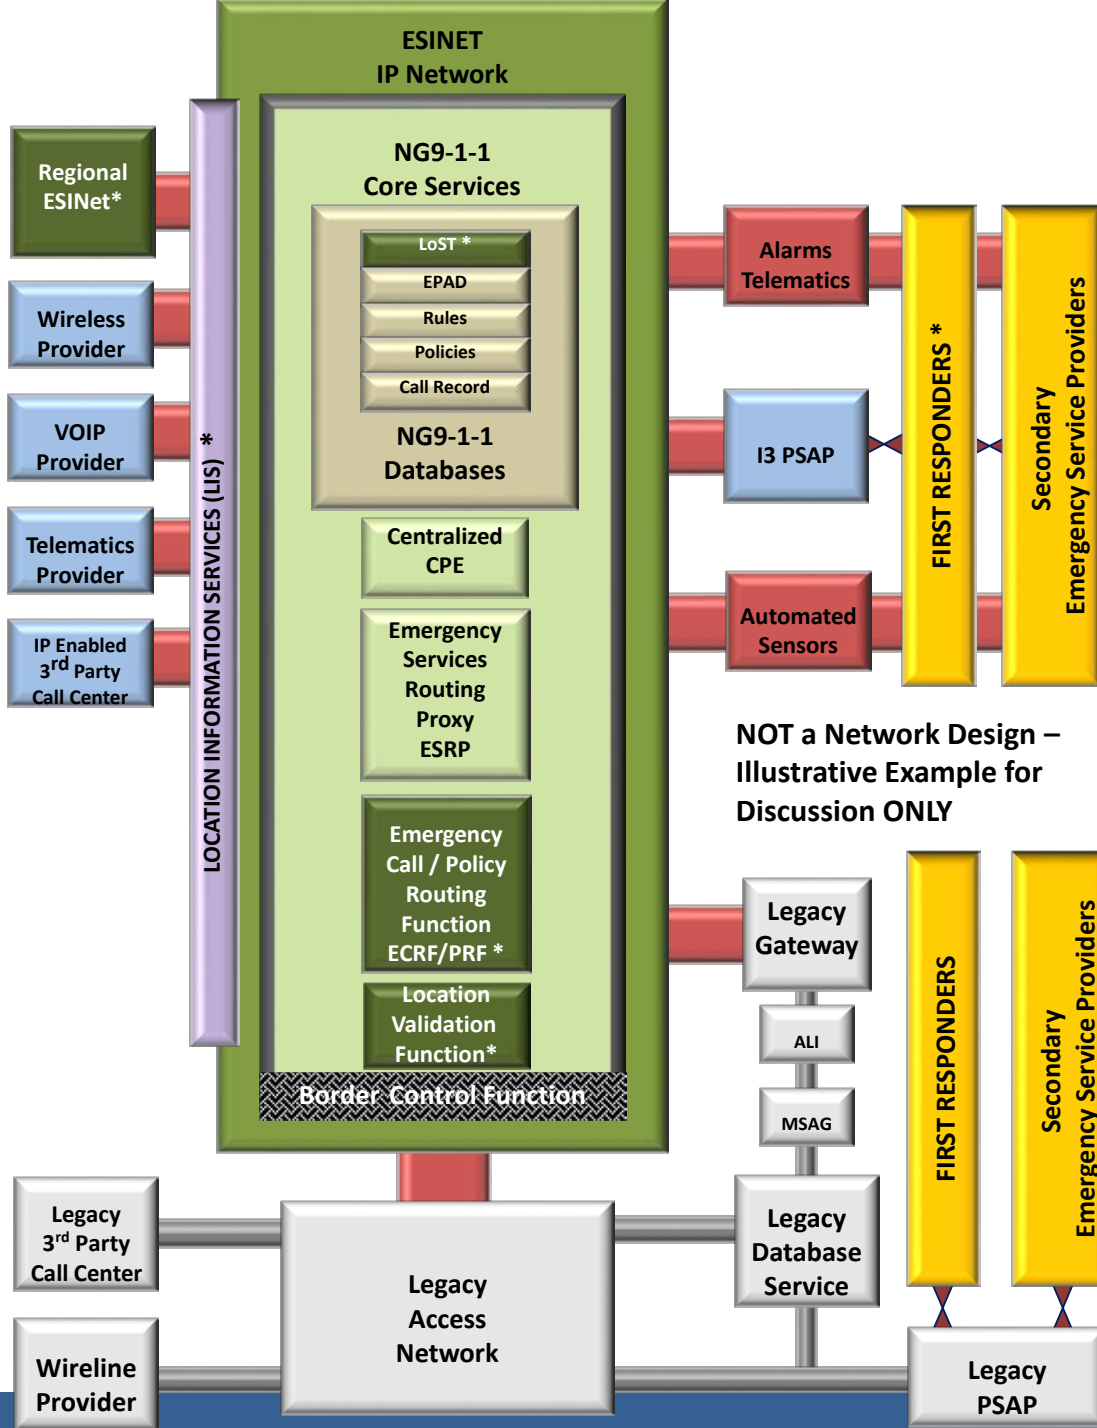 ESINET
IP Network
NG9-1-1
Core Services
LoST *
EPAD
Rules
Policies
Call Record
NG9-1-1
Databases
Centralized
CPE
Emergency
Services
Routing
Proxy
ESRP
Emergency
Call / Policy
Routing
Function
ECRF/PRF *
Location
Validation
Function*
Border Control Function
LOCATION INFORMATION SERVICES (LIS) *
Regional
ESINet*
Wireless
Provider
VOIP
Provider
Telematics
Provider
IP Enabled
3rd Party
Call Center
Alarms
Telematics
I3 PSAP
Automated
Sensors
FIRST RESPONDERS *
Secondary
Emergency Service Providers
NOT a Network Design –
Illustrative Example for
Discussion ONLY
Legacy
Gateway
ALI
MSAG
Legacy
Database
Service
FIRST RESPONDERS
Secondary
Emergency Service Providers
Legacy
3rd Party
Call Center
Wireline
Provider
Legacy
Access
Network
Legacy
PSAP